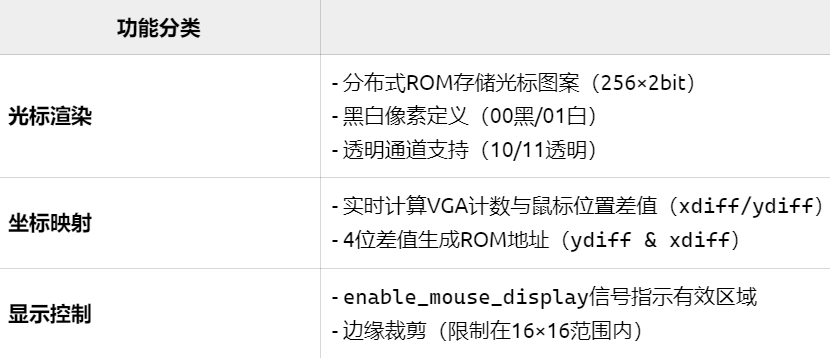 功能分类
光标渲染
- 分布式ROM存储光标图案（256×2bit）
- 黑白像素定义（00黑/01白）
- 透明通道支持（10/11透明）
坐标映射
- 实时计算VGA计数与鼠标位置差值（xdiff/ydiff）
- 4位差值生成ROM地址（ydiff & xdiff）
显示控制
- enable_mouse_display信号指示有效区域
- 边缘裁剪（限制在16×16范围内）